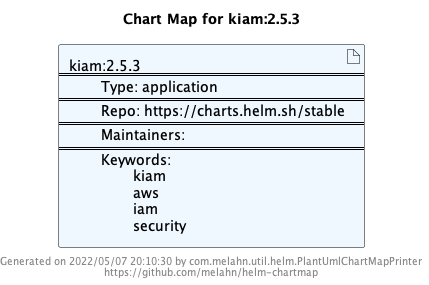 Chart Map for kiam:2.5.3
kiam:2.5.3
Type: application
Repo: https://charts.helm.sh/stable
Maintainers:
Keywords:
kiam
aws
iam
security
Generated on 2022/05/07 20:10:30 by com.melahn.util.helm.PlantUmlChartMapPrinter
https://github.com/melahn/helm-chartmap